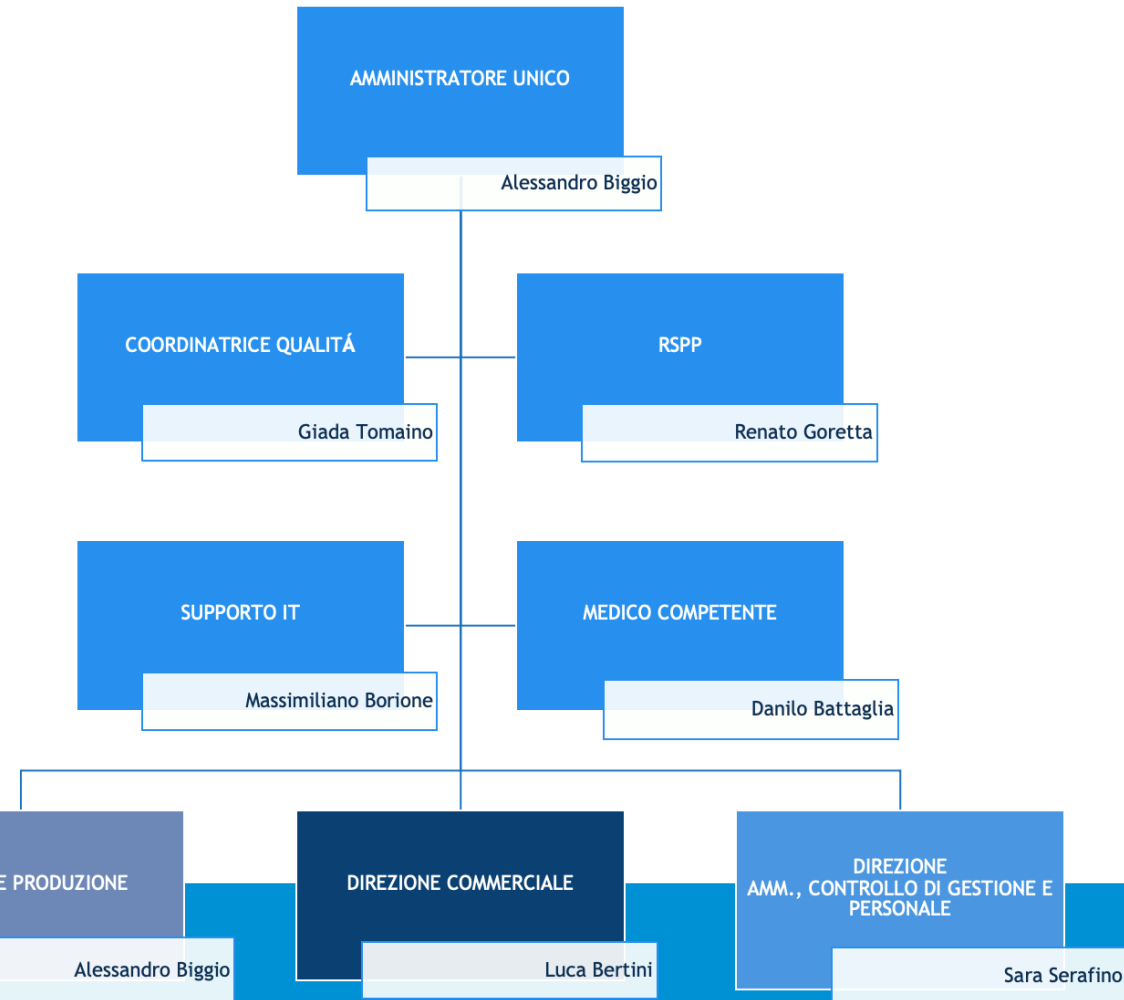 AMMINISTRATORE UNICO
Alessandro Biggio
COORDINATRICE QUALITÁ
Giada Tomaino
RSPP
Renato Goretta
SUPPORTO IT
Massimiliano Borione
MEDICO COMPETENTE
Danilo Battaglia
E PRODUZIONE
Alessandro Biggio
DIREZIONE COMMERCIALE
Luca Bertini
DIREZIONE
AMM., CONTROLLO DI GESTIONE E
PERSONALE
Sara Serafino